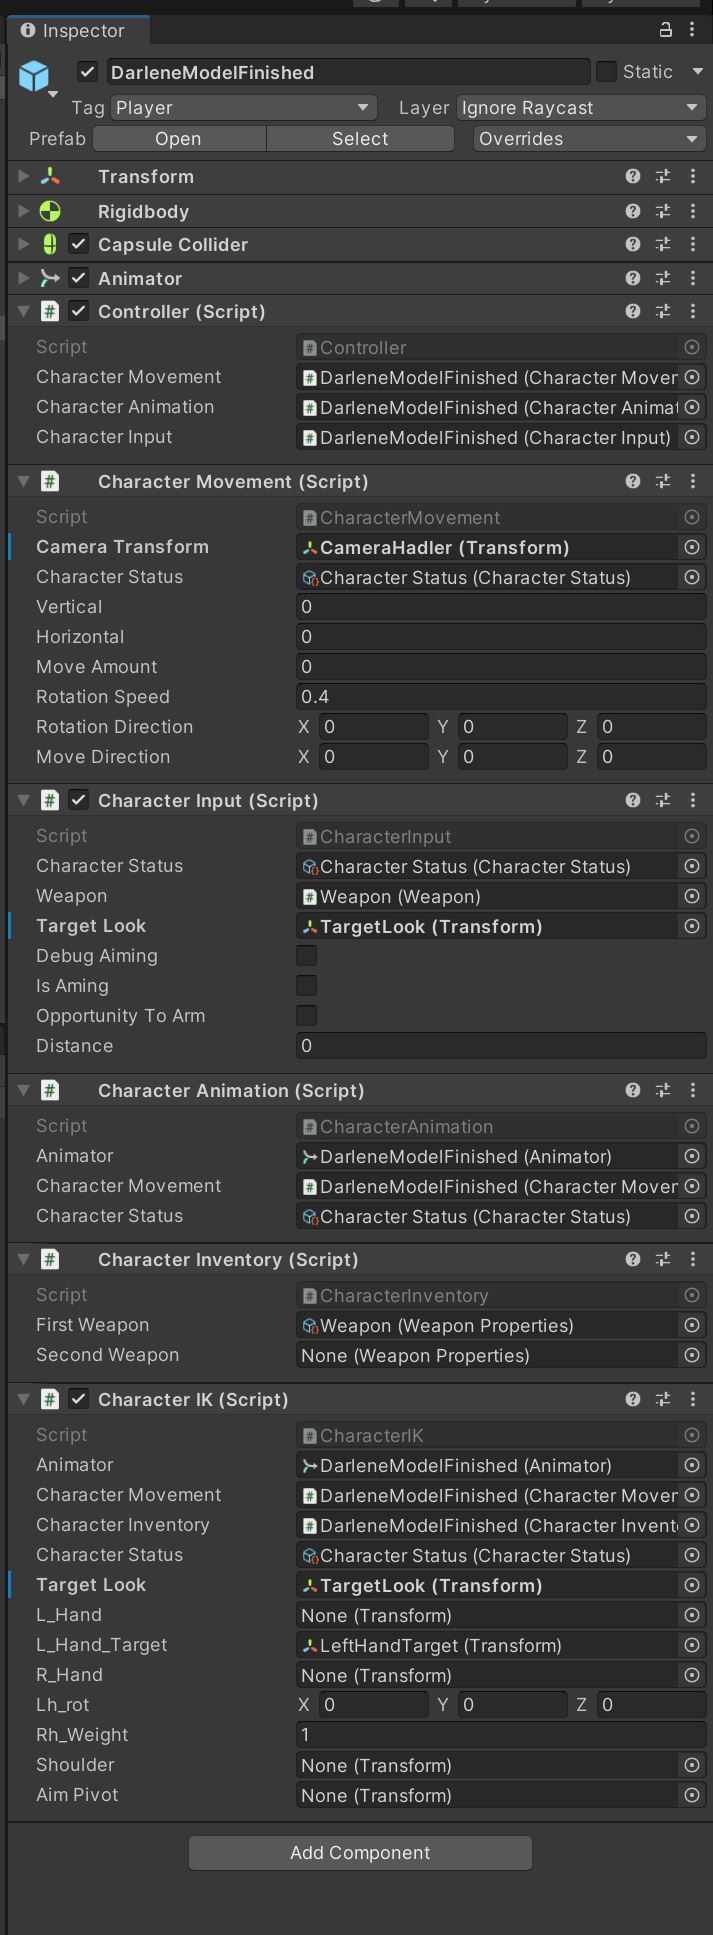 Inspector
DarleneModelFinished Static
Tag Player Layer Ignore Raycast
Prefab Open Select Overrides
Transform
Rigidbody
Capsule Collider
Animator
# Controller (Script)
Script # Controller
Character Movement # DarleneModelFinished (Character Mover
Character Animation # DarleneModelFinished (Character Animat
Character Input # DarleneModelFinished (Character Input)
# Character Movement (Script)
Script # CharacterMovement
Camera Transform CameraHadler (Transform)
Character Status Character Status (Character Status)
Vertical 0
Horizontal 0
Move Amount 0
Rotation Speed 0.4
Rotation Direction X 0 Y 0 Z 0
Move Direction X 0 Y 0 Z 0
# Character Input (Script)
Script # CharacterInput
Character Status Character Status (Character Status)
Weapon # Weapon (Weapon)
Target Look TargetLook (Transform)
Debug Aiming
Is Aming
Opportunity To Arm
Distance 0
# Character Animation (Script)
Script # CharacterAnimation
Animator DarleneModelFinished (Animator)
Character Movement # DarleneModelFinished (Character Mover
Character Status Character Status (Character Status)
# Character Inventory (Script)
Script # CharacterInventory
First Weapon Weapon (Weapon Properties)
Second Weapon None (Weapon Properties)
# Character IK (Script)
Script # CharacterIK
Animator DarleneModelFinished (Animator)
Character Movement # DarleneModelFinished (Character Mover
Character Inventory # DarleneModelFinished (Character Invent
Character Status Character Status (Character Status)
Target Look TargetLook (Transform)
L_Hand None (Transform)
L_Hand_Target LeftHandTarget (Transform)
R_Hand None (Transform)
Lh_rot X 0 Y 0 Z 0
Rh_Weight 1
Shoulder None (Transform)
Aim Pivot None (Transform)
Add Component